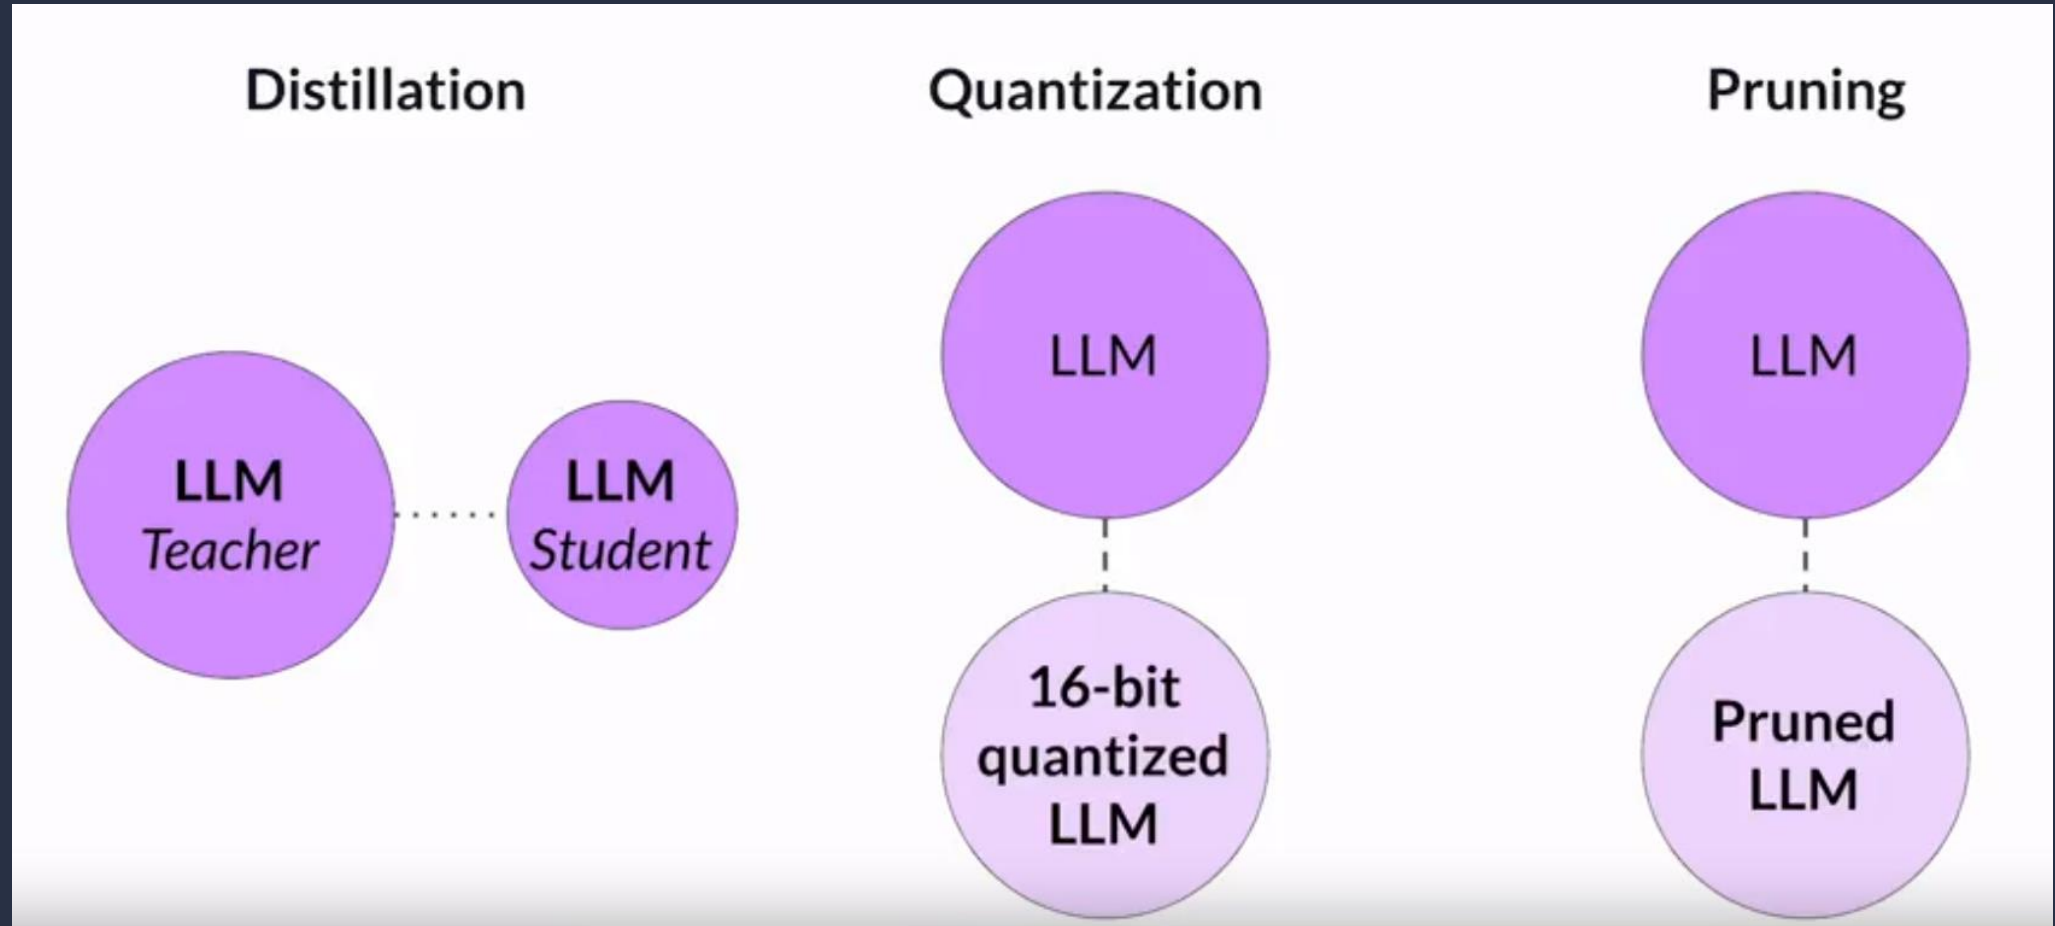 Distillation
Quantization
Pruning
LLM
Teacher
LLM
Student
LLM
16-bit
quantized
LLM
LLM
Pruned
LLM